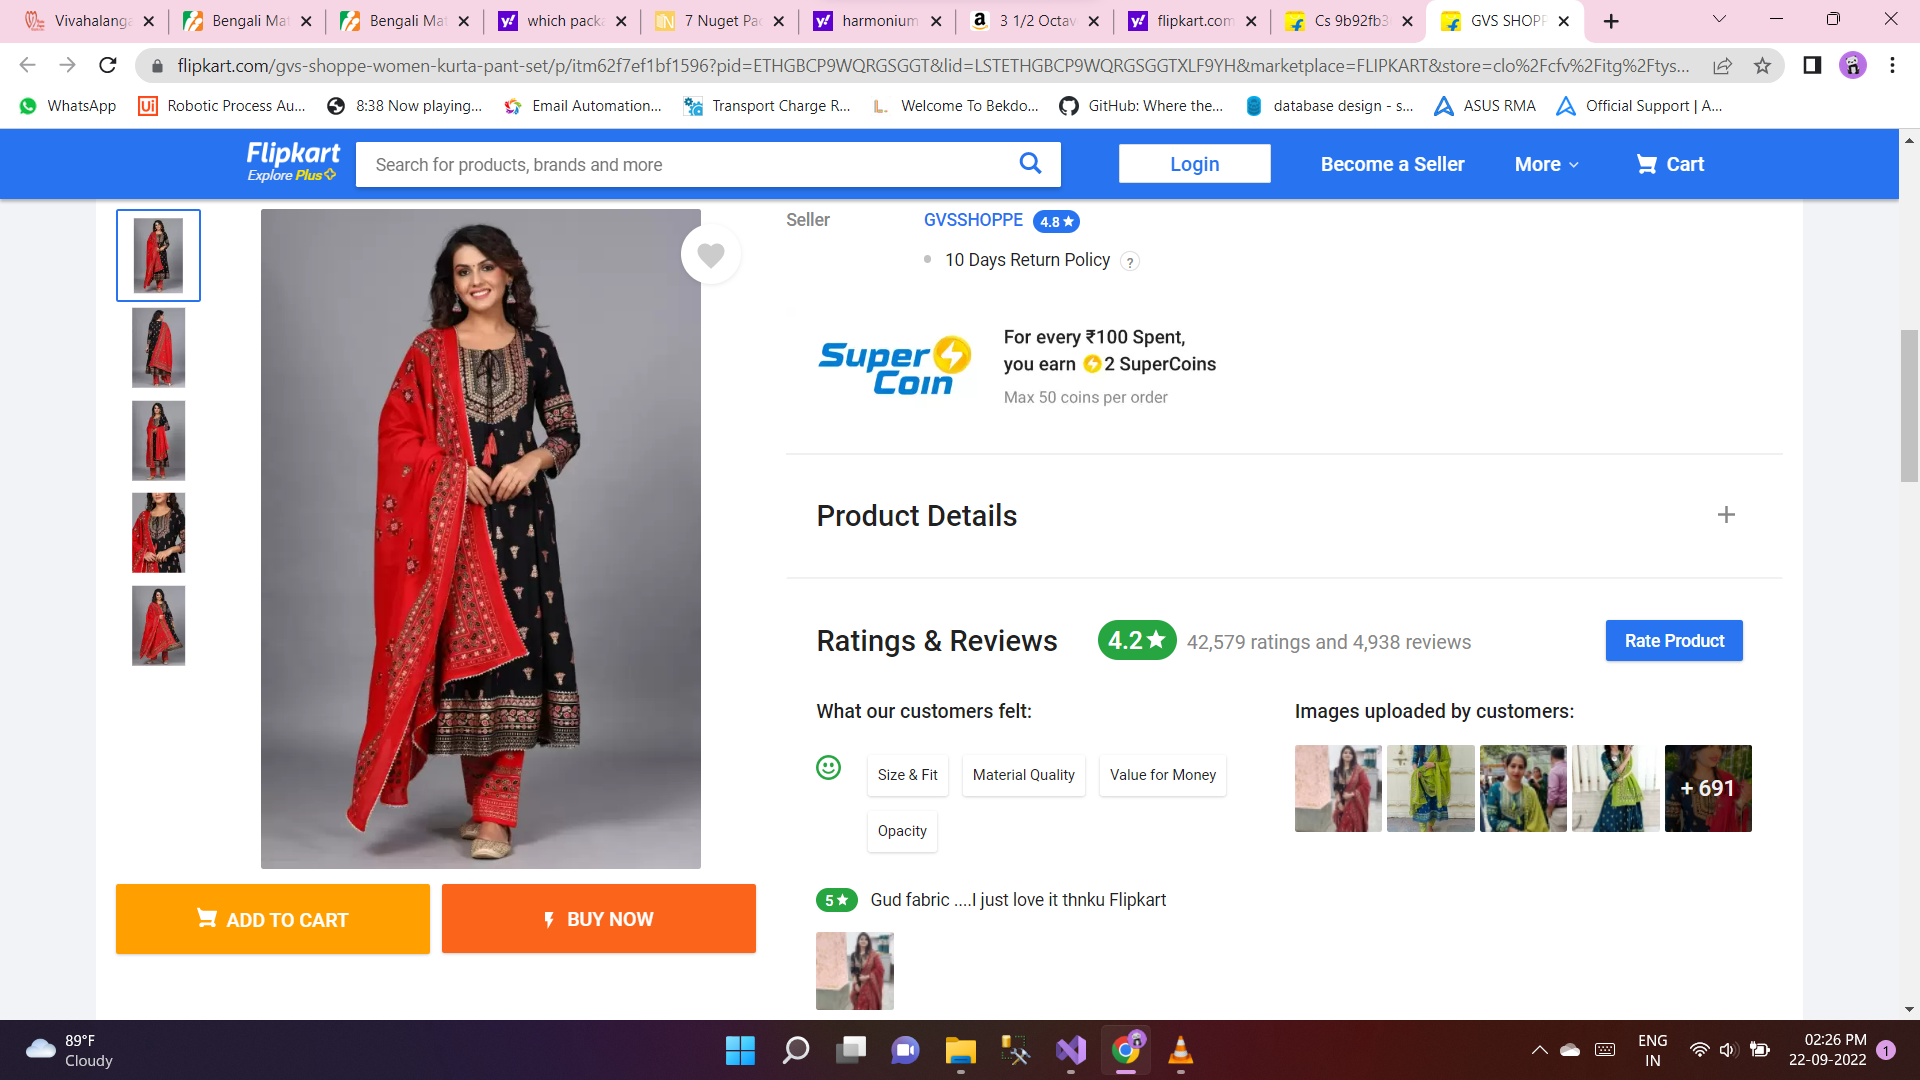 Vivahalanga
Bengali Mat
Bengali Mat
which packa
7 Nuget Pac
harmonium
3 1/2 Octav
flipkart.com
Cs 9b92fb3
GVS SHOPP
flipkart.com/gvs-shoppe-women-kurta-pant-set/p/itm62f7ef1bf1596?pid=ETHGBCP9WQRGSGGT&lid=LSTETHGBCP9WQRGSGGTXLF9YH&marketplace=FLIPKART&store=clo%2Fcfv%2Fitg%2Ftys...
WhatsApp
Robotic Process Au...
8:38 Now playing...
Email Automation...
Transport Charge R...
Welcome To Bekdo...
GitHub: Where the...
database design - s...
ASUS RMA
Official Support | A...
Flipkart
Explore Plus
Search for products, brands and more
Login
Become a Seller
More
Cart
Seller
GVSSHOPPE 4.8★
10 Days Return Policy ?
Super Coin
For every ₹100 Spent,
you earn 2 SuperCoins
Max 50 coins per order
Product Details +
Ratings & Reviews 4.2★ 42,579 ratings and 4,938 reviews
Rate Product
What our customers felt:
Images uploaded by customers:
Size & Fit
Material Quality
Value for Money
Opacity
+ 691
5★ Gud fabric ....I just love it thnku Flipkart
ADD TO CART
BUY NOW
89°F
Cloudy
ENG
IN
02:26 PM
22-09-2022
1